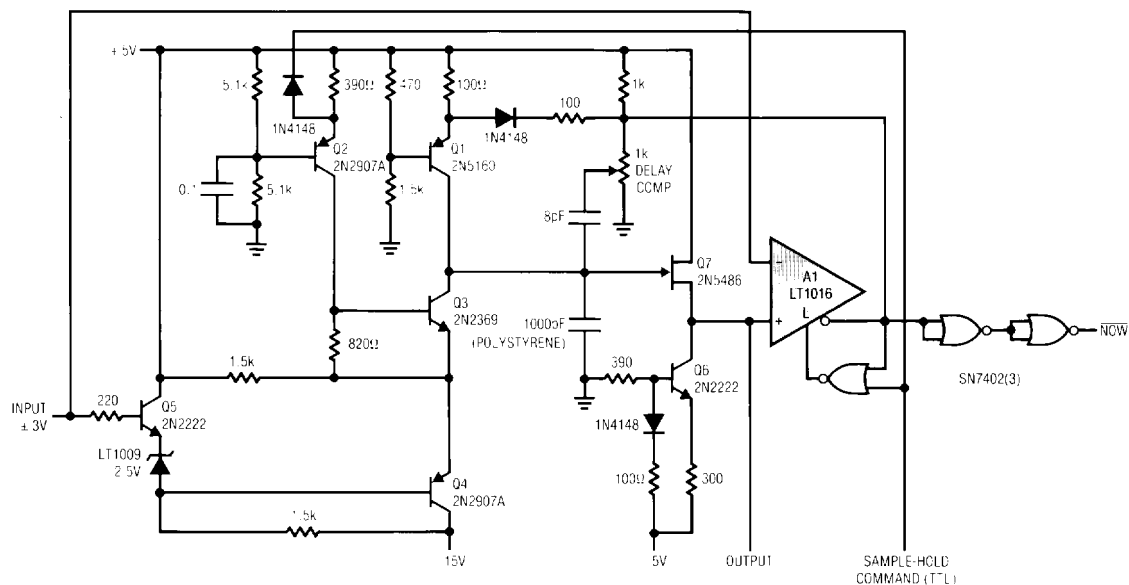 +5V
5.1k
390Ω
470
100Ω
1k
1N4148
1N4148
100
Q2
2N2907A
Q1
2N5160
1k
DELAY
COMP
0.1
5.1k
1.5k
8pF
Q7
2N5486
A1
LT1016
L
−
+
Q3
2N2369
820Ω
1000pF
(POLYSTYRENE)
390
Q6
2N2222
NOW
SN7402(3)
1.5k
INPUT
±3V
220
Q5
2N2222
LT1009
2.5V
1N4148
100Ω
300
Q4
2N2907A
1.5k
15V
5V
OUTPUT
SAMPLE-HOLD
COMMAND (TTL)